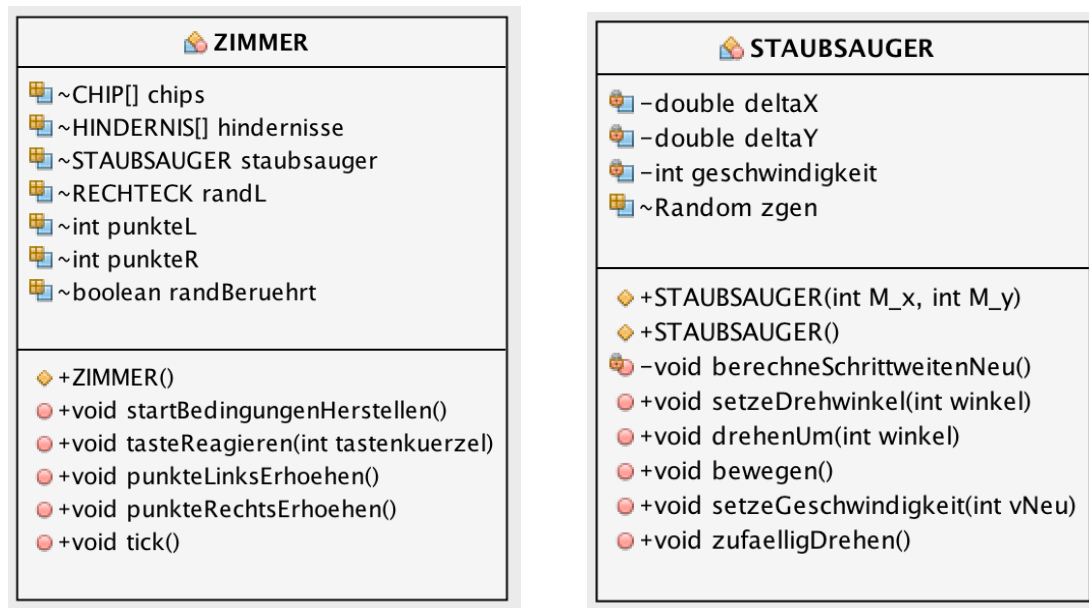 ZIMMER
~CHIP[] chips
~HINDERNIS[] hindernisse
~STAUBSAUGER staubsauger
~RECHTECK randL
~int punkteL
~int punkteR
~boolean randBeruehrt
+ZIMMER()
+void startBedingungenHerstellen()
+void tasteReagieren(int tastenkuerzel)
+void punkteLinksErhoehen()
+void punkteRechtsErhoehen()
+void tick()
STAUBSAUGER
-double deltaX
-double deltaY
-int geschwindigkeit
~Random zgen
+STAUBSAUGER(int M_x, int M_y)
+STAUBSAUGER()
-void berechneSchrittweitenNeu()
+void setzeDrehwinkel(int winkel)
+void drehenUm(int winkel)
+void bewegen()
+void setzeGeschwindigkeit(int vNeu)
+void zufaelligDrehen()